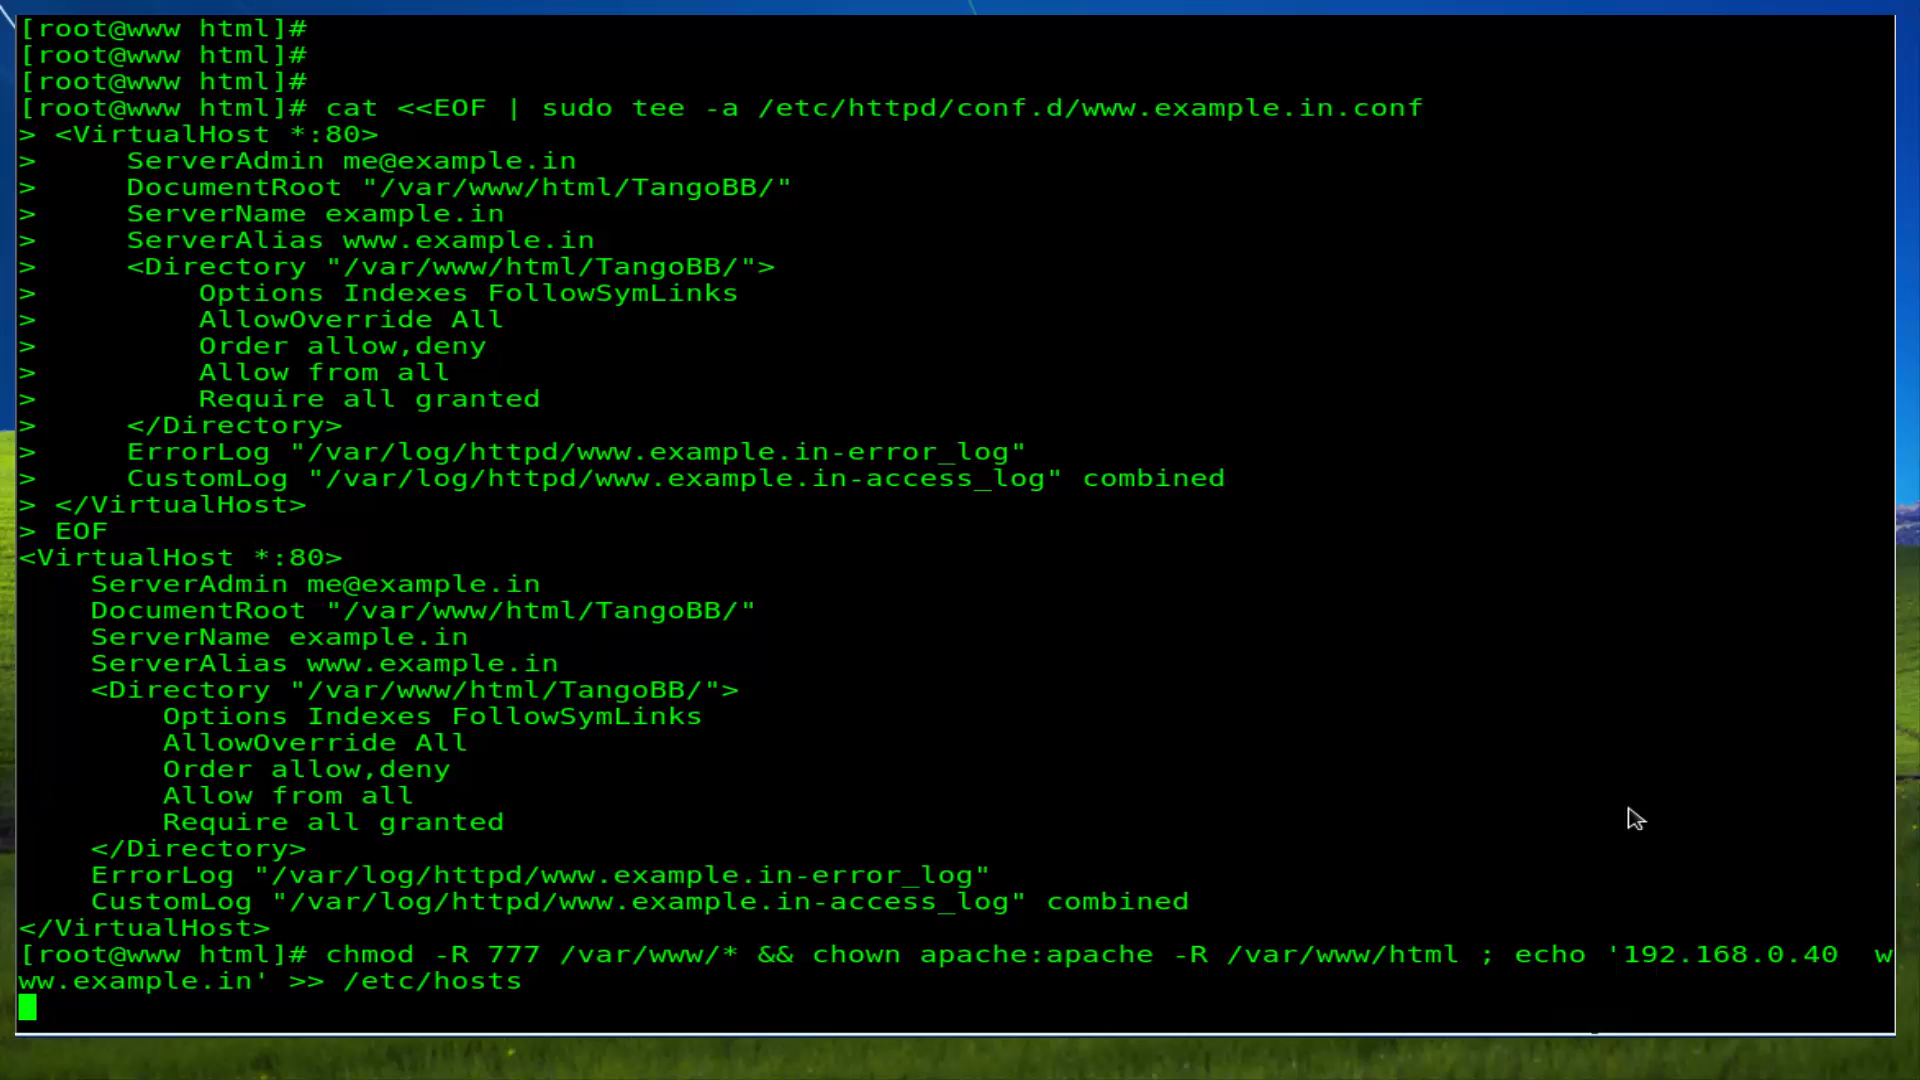 [root@www html]#
[root@www html]#
[root@www html]#
[root@www html]# cat <<EOF | sudo tee -a /etc/httpd/conf.d/www.example.in.conf
> <VirtualHost *:80>
>     ServerAdmin me@example.in
>     DocumentRoot "/var/www/html/TangoBB/"
>     ServerName example.in
>     ServerAlias www.example.in
>     <Directory "/var/www/html/TangoBB/">
>         Options Indexes FollowSymLinks
>         AllowOverride All
>         Order allow,deny
>         Allow from all
>         Require all granted
>     </Directory>
>     ErrorLog "/var/log/httpd/www.example.in-error_log"
>     CustomLog "/var/log/httpd/www.example.in-access_log" combined
> </VirtualHost>
> EOF
<VirtualHost *:80>
    ServerAdmin me@example.in
    DocumentRoot "/var/www/html/TangoBB/"
    ServerName example.in
    ServerAlias www.example.in
    <Directory "/var/www/html/TangoBB/">
        Options Indexes FollowSymLinks
        AllowOverride All
        Order allow,deny
        Allow from all
        Require all granted
    </Directory>
    ErrorLog "/var/log/httpd/www.example.in-error_log"
    CustomLog "/var/log/httpd/www.example.in-access_log" combined
</VirtualHost>
[root@www html]# chmod -R 777 /var/www/* && chown apache:apache -R /var/www/html ; echo '192.168.0.40  w
ww.example.in' >> /etc/hosts